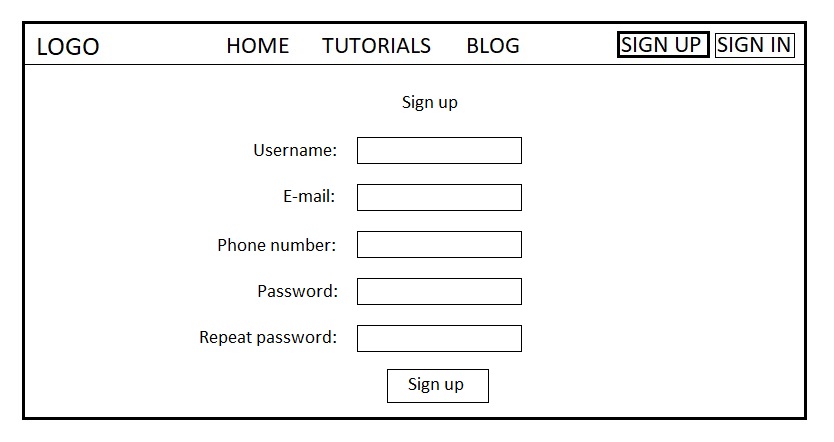 LOGO HOME TUTORIALS BLOG SIGN UP SIGN IN
Sign up
Username:
E-mail:
Phone number:
Password:
Repeat password:
Sign up